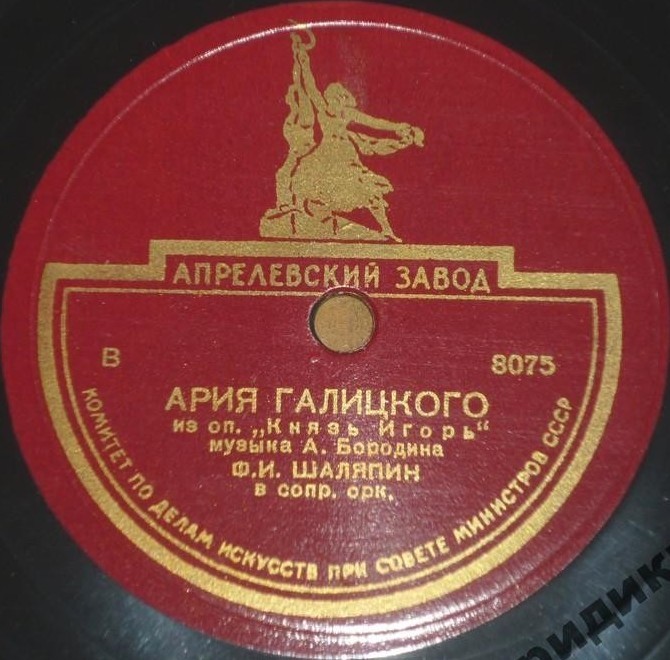 АПРЕЛЕВСКИЙ ЗАВОД
В 8075
АРИЯ ГАЛИЦКОГО
из оп. „Князь Игорь“
музыка А. Бородина
Ф.И. ШАЛЯПИН
в сопр. орк.
КОМИТЕТ ПО ДЕЛАМ ИСКУССТВ ПРИ СОВЕТЕ МИНИСТРОВ СССР